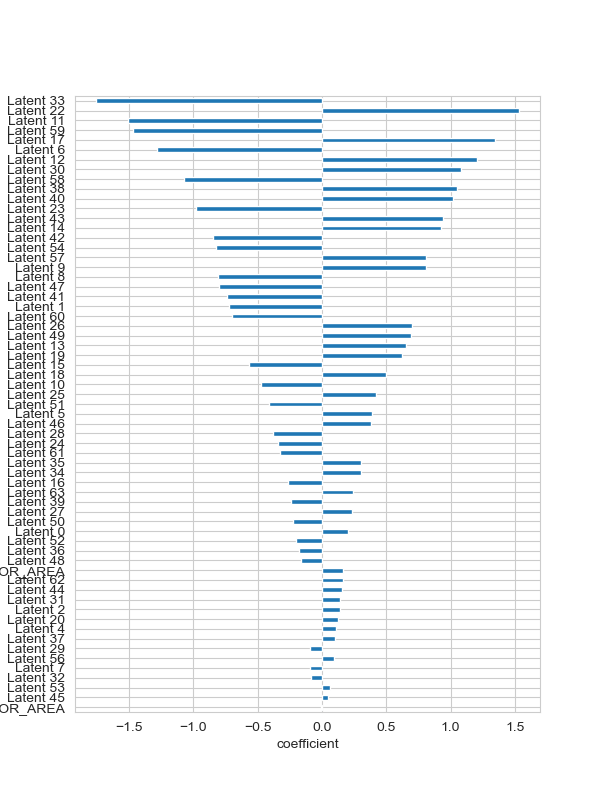 Latent 33
Latent 22
Latent 11
Latent 59
Latent 17
Latent 6
Latent 12
Latent 30
Latent 58
Latent 38
Latent 40
Latent 23
Latent 43
Latent 14
Latent 42
Latent 54
Latent 57
Latent 9
Latent 8
Latent 47
Latent 41
Latent 1
Latent 60
Latent 26
Latent 49
Latent 13
Latent 19
Latent 15
Latent 18
Latent 10
Latent 25
Latent 51
Latent 5
Latent 46
Latent 28
Latent 24
Latent 61
Latent 35
Latent 34
Latent 16
Latent 63
Latent 39
Latent 27
Latent 50
Latent 0
Latent 52
Latent 36
Latent 48
OR_AREA
Latent 62
Latent 44
Latent 31
Latent 2
Latent 20
Latent 4
Latent 37
Latent 29
Latent 56
Latent 7
Latent 32
Latent 53
Latent 45
OR_AREA
−1.5 −1.0 −0.5 0.0 0.5 1.0 1.5
coefficient